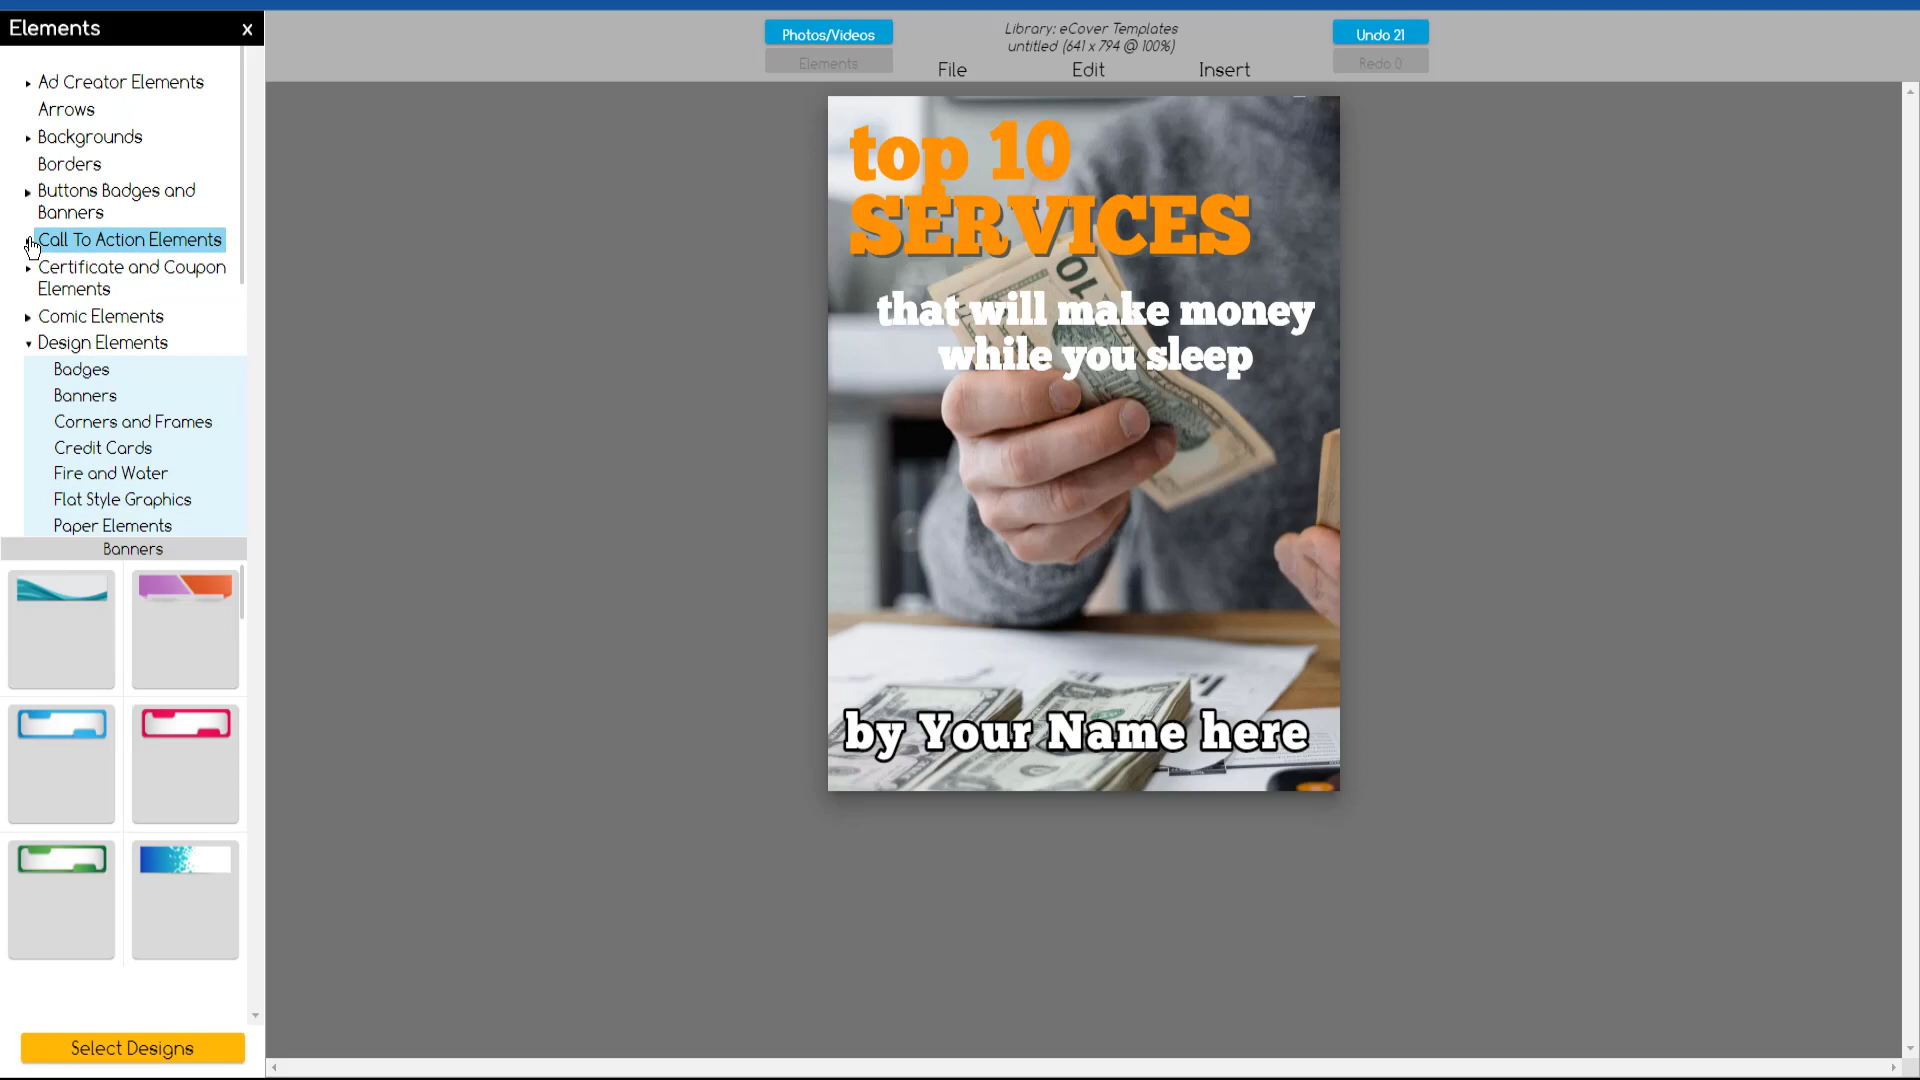 Elements
x
Ad Creator Elements
Arrows
Backgrounds
Borders
Buttons Badges and
Banners
Call To Action Elements
Certificate and Coupon
Elements
Comic Elements
Design Elements
Badges
Banners
Corners and Frames
Credit Cards
Fire and Water
Flat Style Graphics
Paper Elements
Banners
Select Designs
Photos/Videos
Elements
Library: eCover Templates
untitled (641 x 794 @ 100%)
File
Edit
Insert
Undo 21
Redo 0
top 10
SERVICES
that will make money
while you sleep
by Your Name here
10